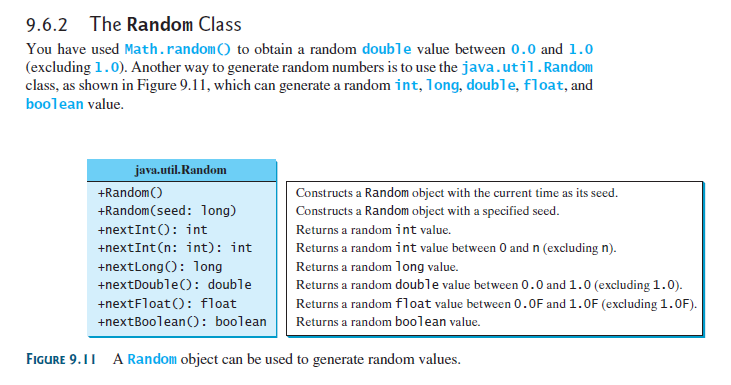 9.6.2 The Random Class
You have used Math.random() to obtain a random double value between 0.0 and 1.0
(excluding 1.0). Another way to generate random numbers is to use the java.util.Random
class, as shown in Figure 9.11, which can generate a random int, long, double, float, and
boolean value.
java.util.Random
+Random() Constructs a Random object with the current time as its seed.
+Random(seed: long) Constructs a Random object with a specified seed.
+nextInt(): int Returns a random int value.
+nextInt(n: int): int Returns a random int value between 0 and n (excluding n).
+nextLong(): long Returns a random long value.
+nextDouble(): double Returns a random double value between 0.0 and 1.0 (excluding 1.0).
+nextFloat(): float Returns a random float value between 0.0F and 1.0F (excluding 1.0F).
+nextBoolean(): boolean Returns a random boolean value.
FIGURE 9.11 A Random object can be used to generate random values.